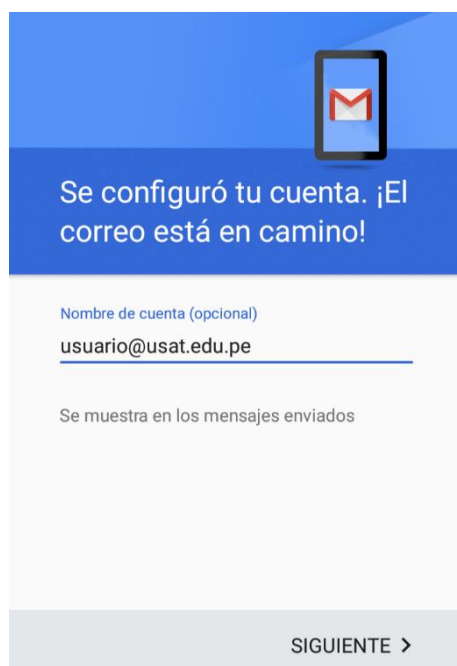 Se configuró tu cuenta. ¡El
correo está en camino!
Nombre de cuenta (opcional)
usuario@usat.edu.pe
Se muestra en los mensajes enviados
SIGUIENTE >